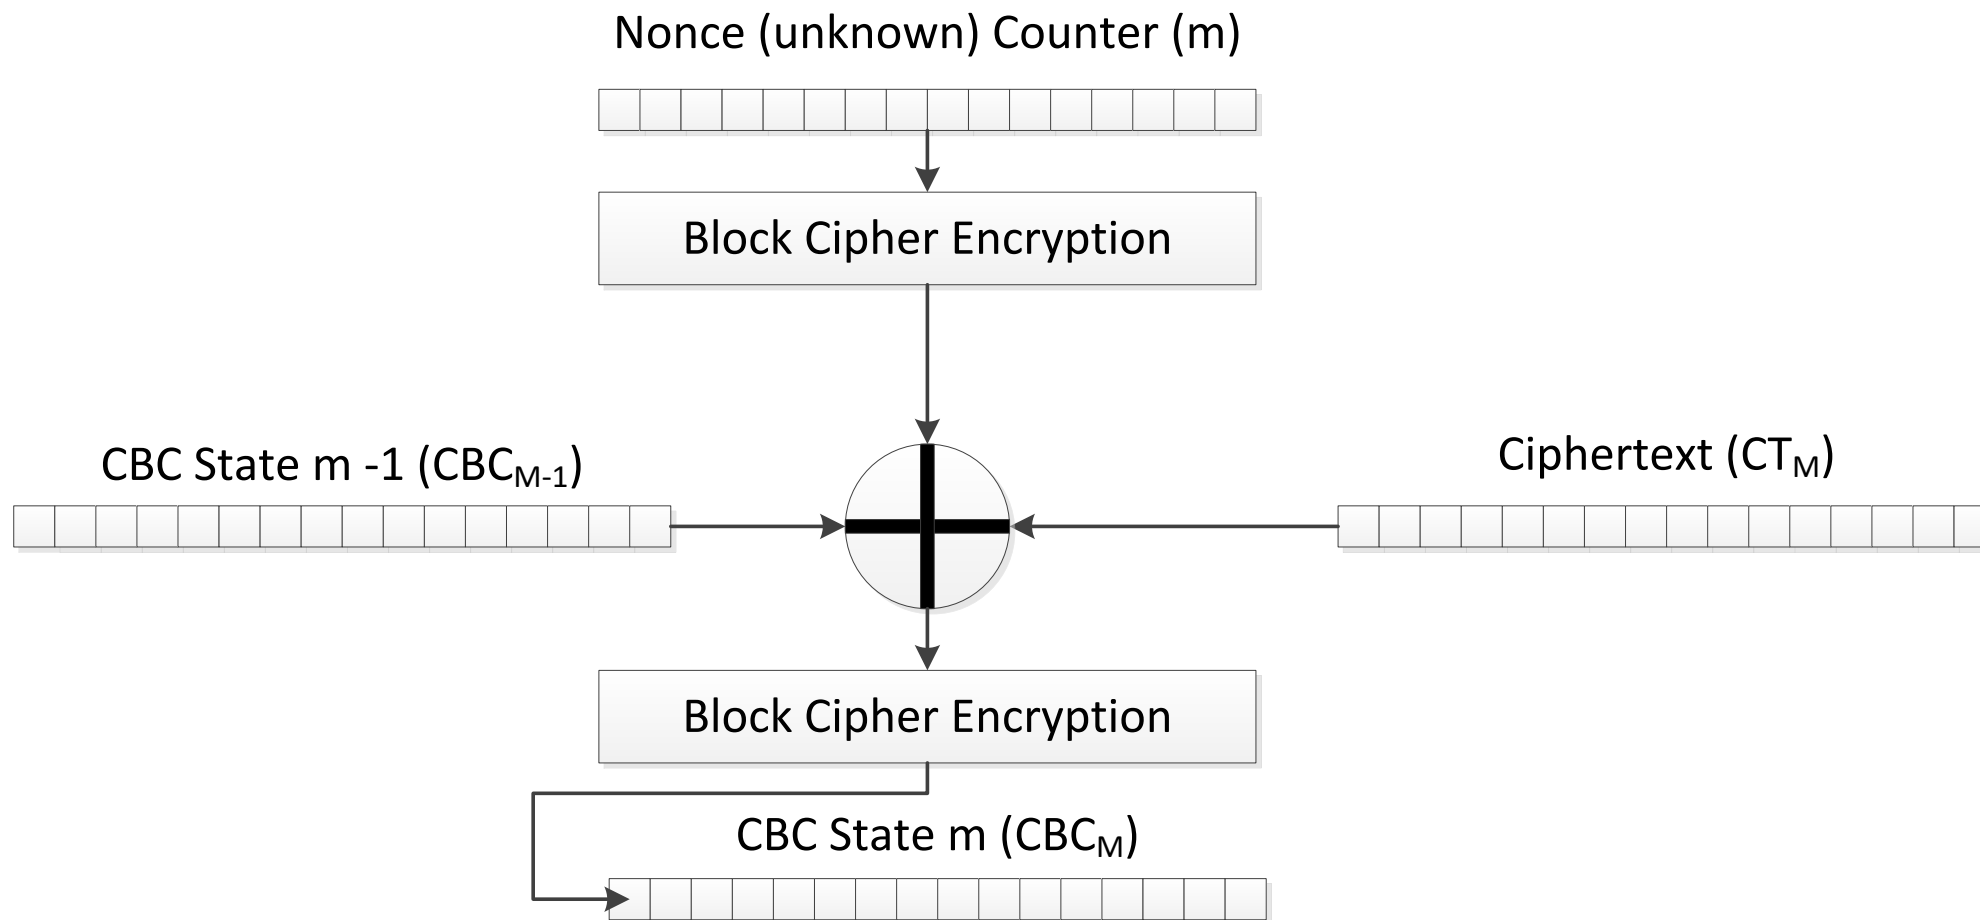 Nonce (unknown) Counter (m)
Block Cipher Encryption
CBC State m -1 (CBCM-1)
Ciphertext (CTM)
Block Cipher Encryption
CBC State m (CBCM)